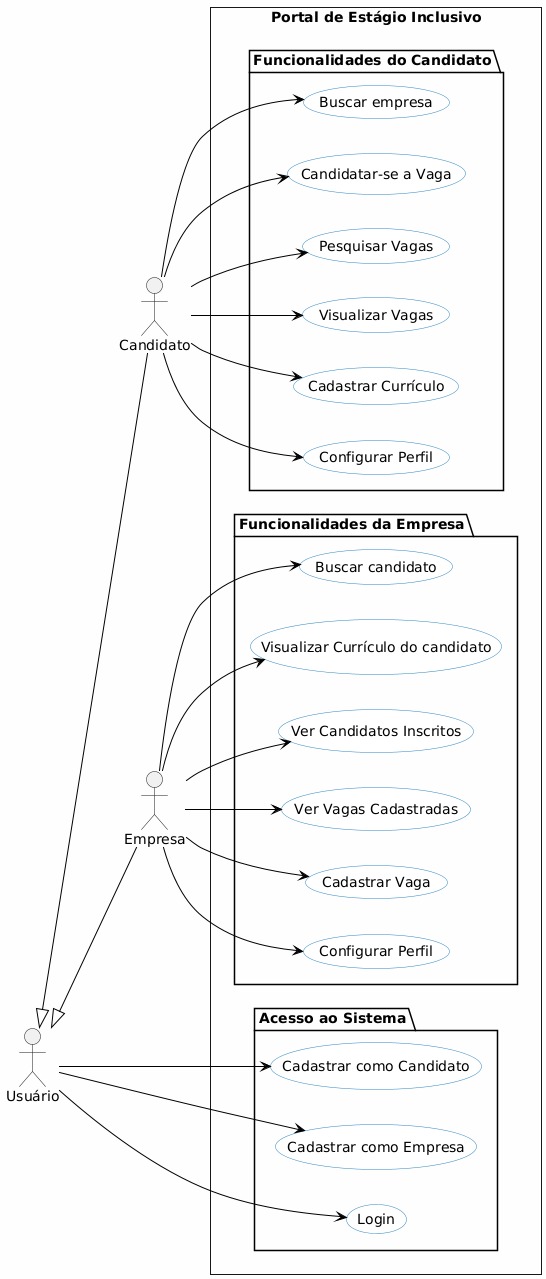 Portal de Estágio Inclusivo
Funcionalidades do Candidato
Buscar empresa
Candidatar-se a Vaga
Pesquisar Vagas
Visualizar Vagas
Candidato
Cadastrar Currículo
Configurar Perfil
Funcionalidades da Empresa
Buscar candidato
Visualizar Currículo do candidato
Ver Candidatos Inscritos
Ver Vagas Cadastradas
Empresa
Cadastrar Vaga
Configurar Perfil
Acesso ao Sistema
Cadastrar como Candidato
Usuário
Cadastrar como Empresa
Login